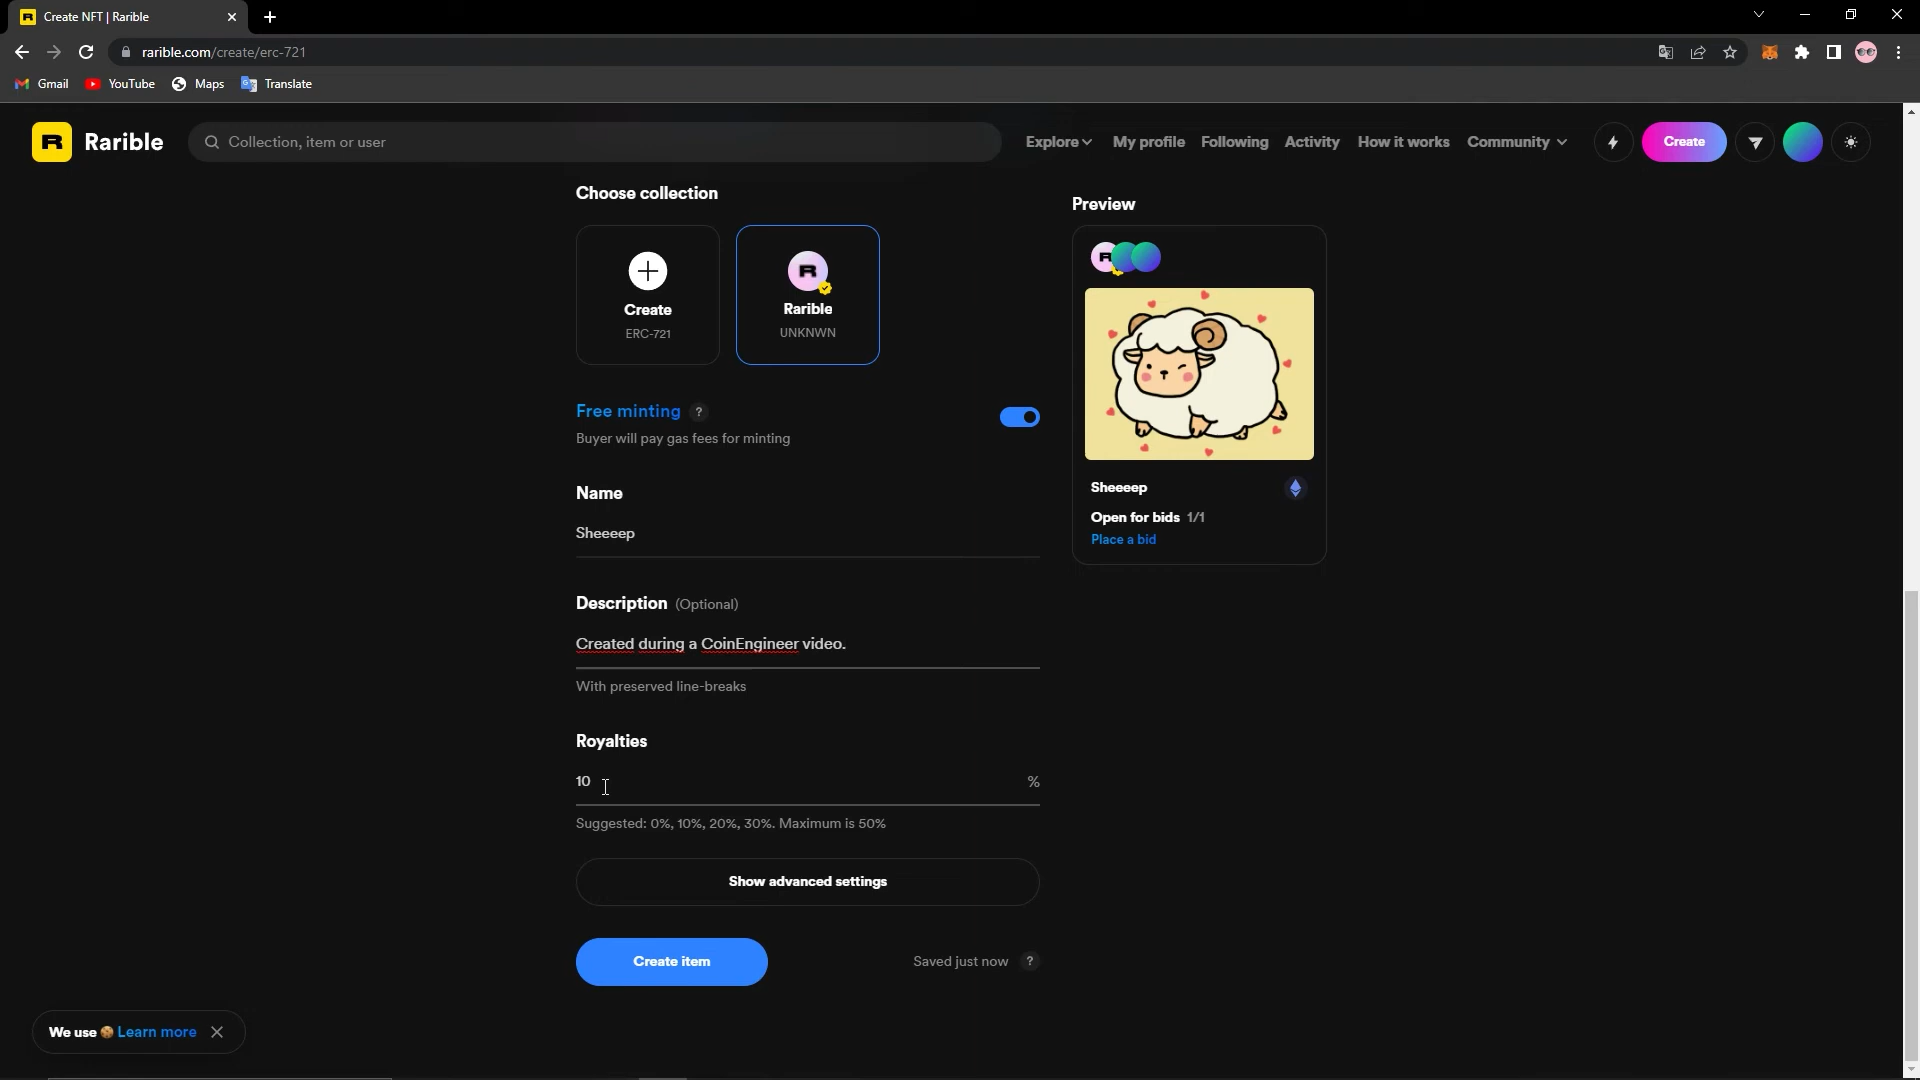 Create NFT | Rarible
rarible.com/create/erc-721
Gmail YouTube Maps Translate
R Rarible Collection, item or user Explore My profile Following Activity How it works Community Create
Choose collection
Preview
R
R
Create
Rarible
ERC-721
UNKNWN
Free minting ?
Buyer will pay gas fees for minting
Name
Sheeeep
Sheeeep
Open for bids 1/1
Place a bid
Description (Optional)
Created during a CoinEngineer video.
With preserved line-breaks
Royalties
10 %
Suggested: 0%, 10%, 20%, 30%. Maximum is 50%
Show advanced settings
Create item Saved just now ?
We use Learn more